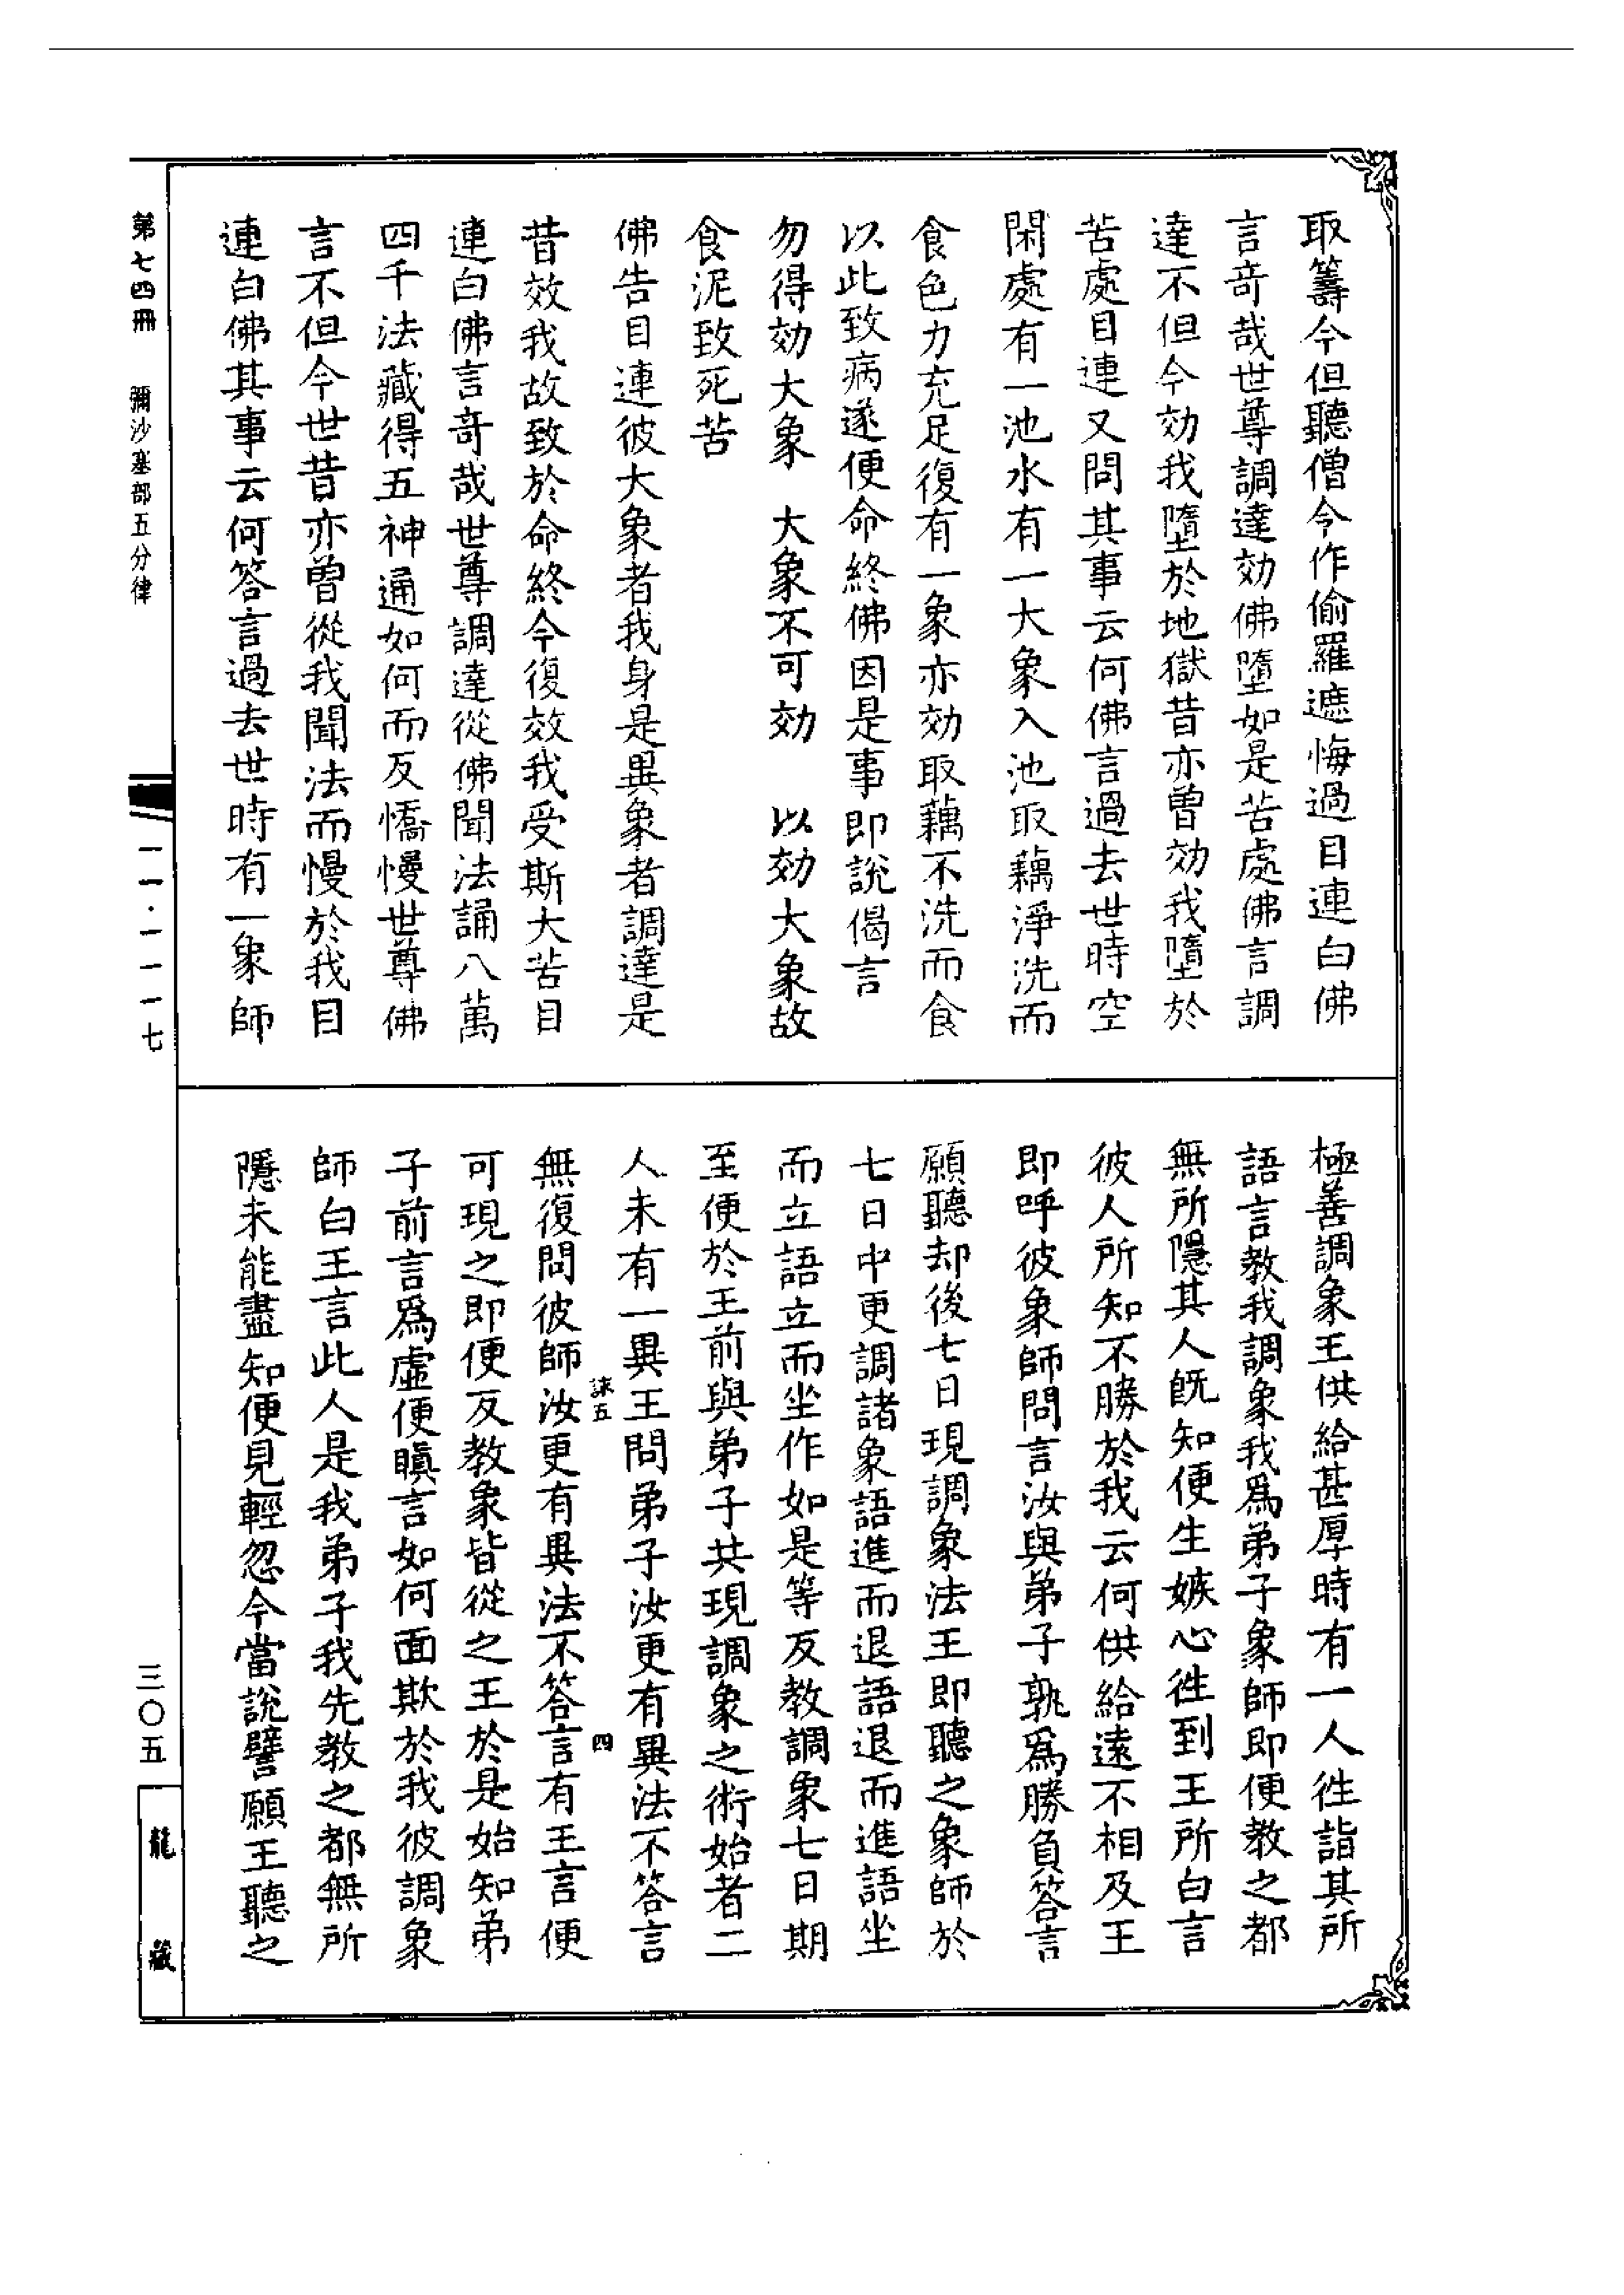 取籌今但聽僧令作偷羅遮悔過目連白佛
言竒哉世尊調達効佛墮如是苦處佛言調
達不但今効我墮於地獄昔亦曾効我墮於
苦處目連又問其事云何佛言過去世時空
閑處有一池水有一大象入池取藕淨洗而
食色力充足復有一象亦効取藕不洗而食
以此致病遂便命終佛因是事即說偈言
勿得効大象　大象不可効　以効大象故
食泥致死苦
佛告目連彼大象者我身是異象者調達是
昔效我故致於命終今復效我受斯大苦目
連白佛言竒哉世尊調達從佛聞法誦八萬
四千法藏得五神通如何而反憍慢世尊佛
言不但今世昔亦曾從我聞法而慢於我目
連白佛其事云何答言過去世時有一象師
極善調象王供給甚厚時有一人徃詣其所
語言教我調象我爲弟子象師即便教之都
無所隱其人旣知便生嫉心徃到王所白言
彼人所知不勝於我云何供給遠不相及王
即呼彼象師問言汝與弟子孰爲勝負答言
願聽却後七日現調象法王即聽之象師於
七日中更調諸象語進而退語退而進語坐
而立語立而坐作如是等反教調象七日期
至便於王前與弟子共現調象之術始者二
人未有一異王問弟子汝更有異法不答言
誄五　四
無復問彼師汝更有異法不答言有王言便
可現之即便反教象皆從之王於是始知弟
子前言爲虛便瞋言如何面欺於我彼調象
師白王言此人是我弟子我先教之都無所
隱未能盡知便見輕忽今當說譬願王聽之
第七四冊　彌沙塞部五分律
一一·一一一七
三〇五
龍藏